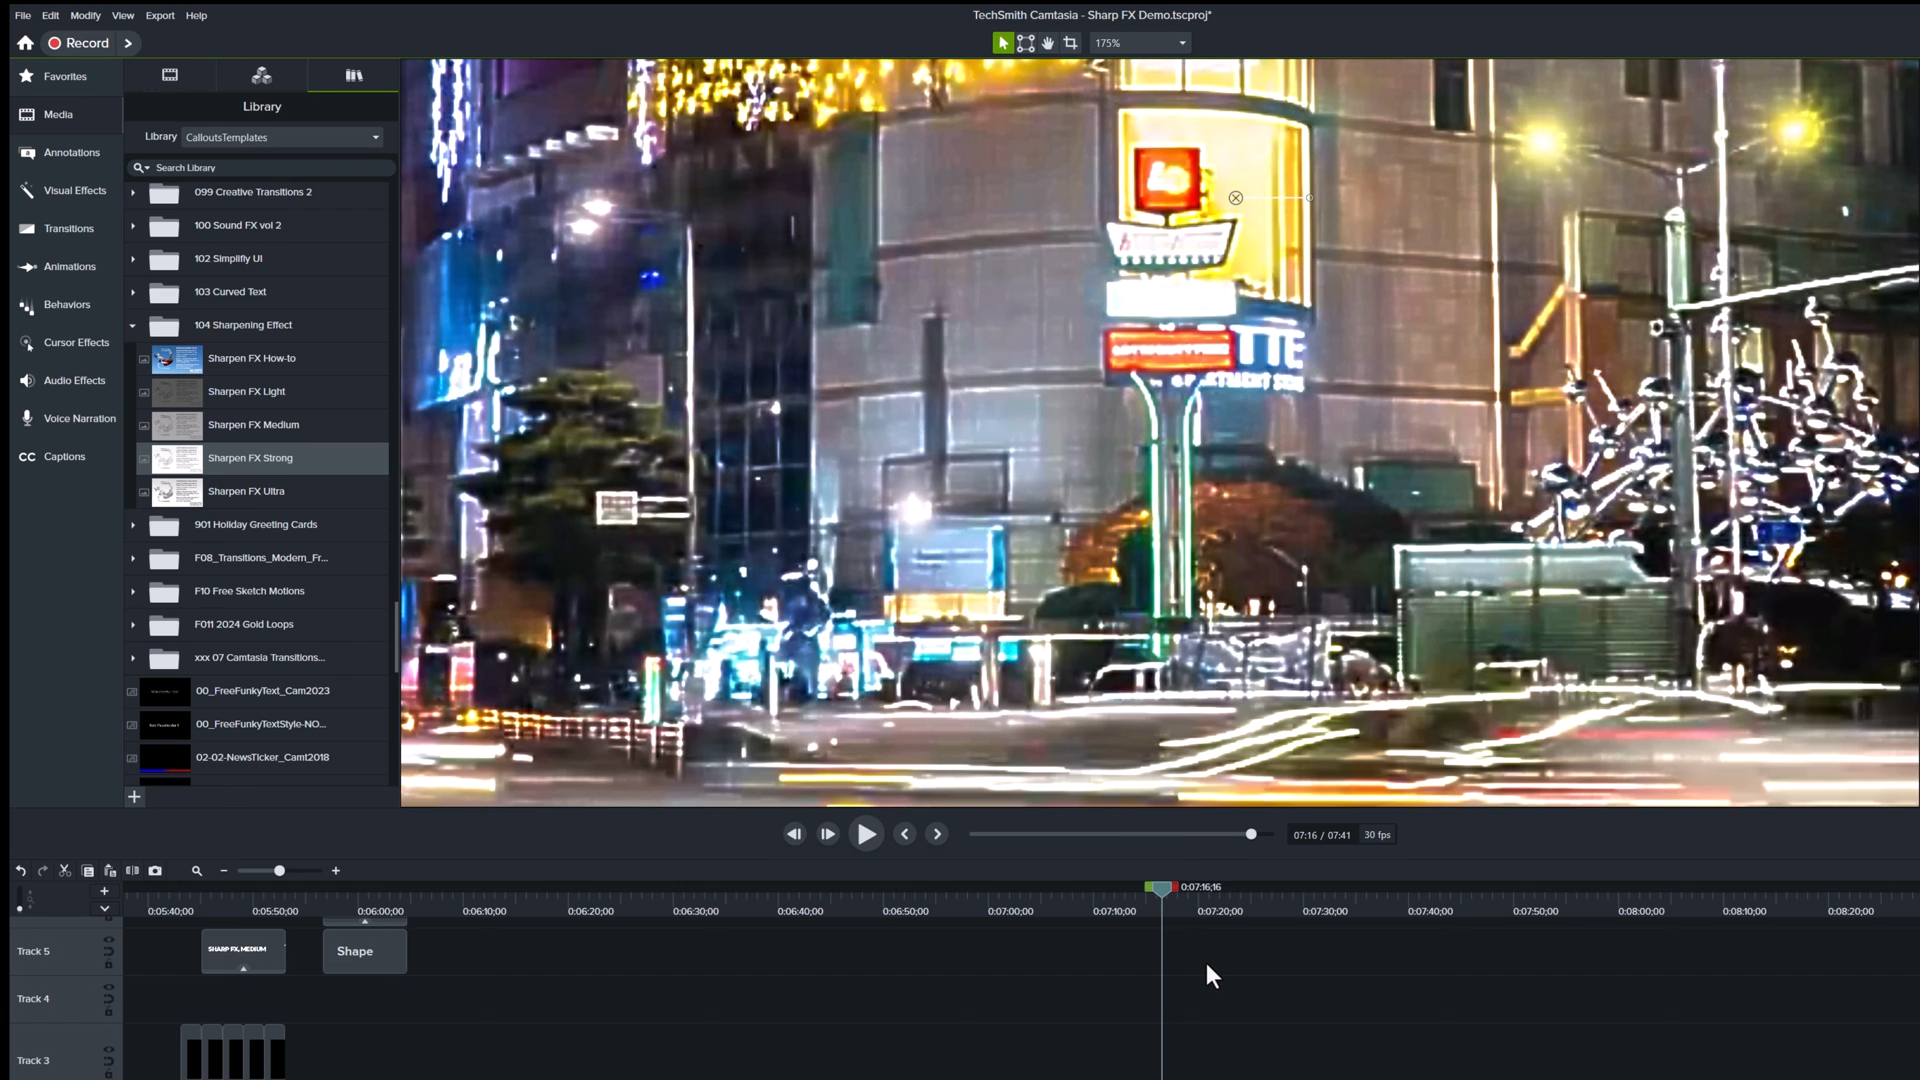 File Edit Modify View Export Help
TechSmith Camtasia - Sharp FX Demo.tscproj*
Record
175%
Favorites
Media
Annotations
Visual Effects
Transitions
Animations
Behaviors
Cursor Effects
Audio Effects
Voice Narration
CC Captions
Library
Library CalloutsTemplates
Search Library
099 Creative Transitions 2
100 Sound FX vol 2
102 Simplifiy UI
103 Curved Text
104 Sharpening Effect
Sharpen FX How-to
Sharpen FX Light
Sharpen FX Medium
Sharpen FX Strong
Sharpen FX Ultra
901 Holiday Greeting Cards
F08_Transitions_Modern_Fr...
F10 Free Sketch Motions
F011 2024 Gold Loops
xxx 07 Camtasia Transitions...
00_FreeFunkyText_Cam2023
00_FreeFunkyTextStyle-NO...
02-02-NewsTicker_Camt2018
07:16 / 07:41 30 fps
0:07:16;16
0:05:40;00 0:05:50;00 0:06:00;00 0:06:10;00 0:06:20;00 0:06:30;00 0:06:40;00 0:06:50;00 0:07:00;00 0:07:10;00 0:07:20;00 0:07:30;00 0:07:40;00 0:07:50;00 0:08:00;00 0:08:10;00 0:08:20;00
Track 5
SHARP FX, MEDIUM
Shape
Track 4
Track 3